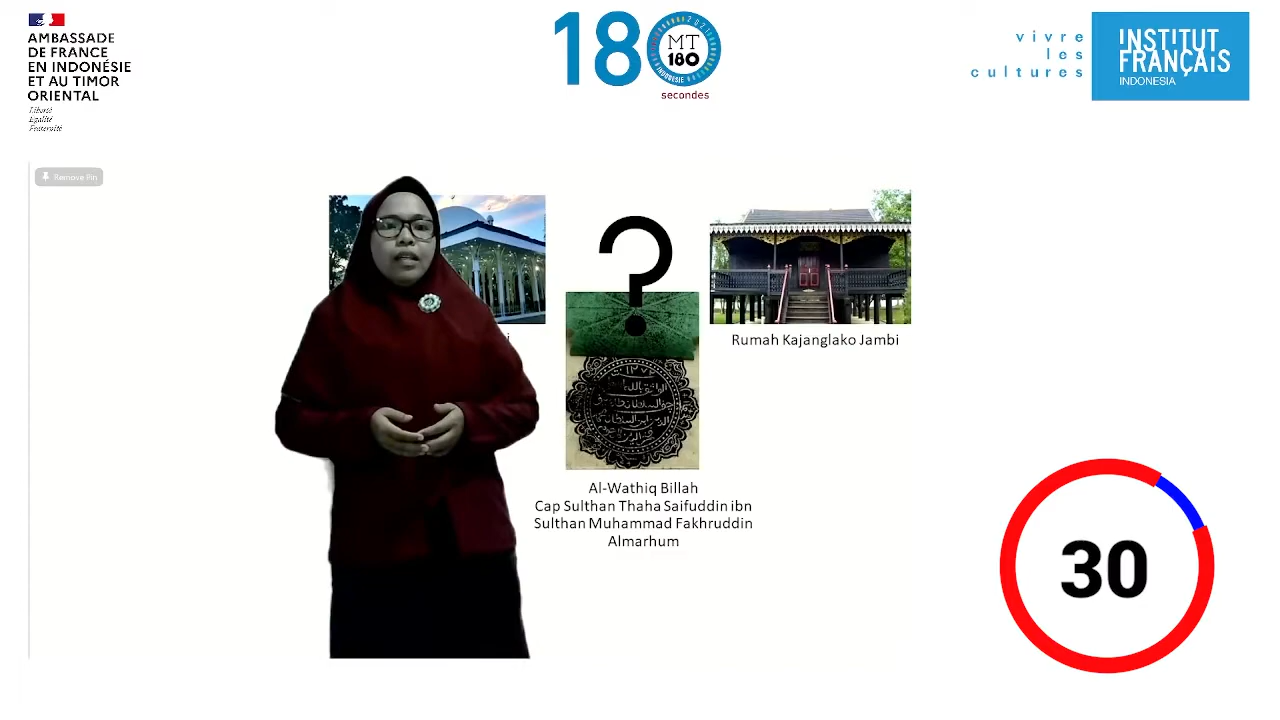 AMBASSADE
DE FRANCE
EN INDONÉSIE
ET AU TIMOR
ORIENTAL
Liberté
Égalité
Fraternité
180
2021
MT
180
INDONESIE
secondes
vivre
les
cultures
INSTITUT
FRANÇAIS
INDONESIA
Remove Pin
i
Rumah Kajanglako Jambi
Al-Wathiq Billah
Cap Sulthan Thaha Saifuddin ibn
Sulthan Muhammad Fakhruddin
Almarhum
?
30